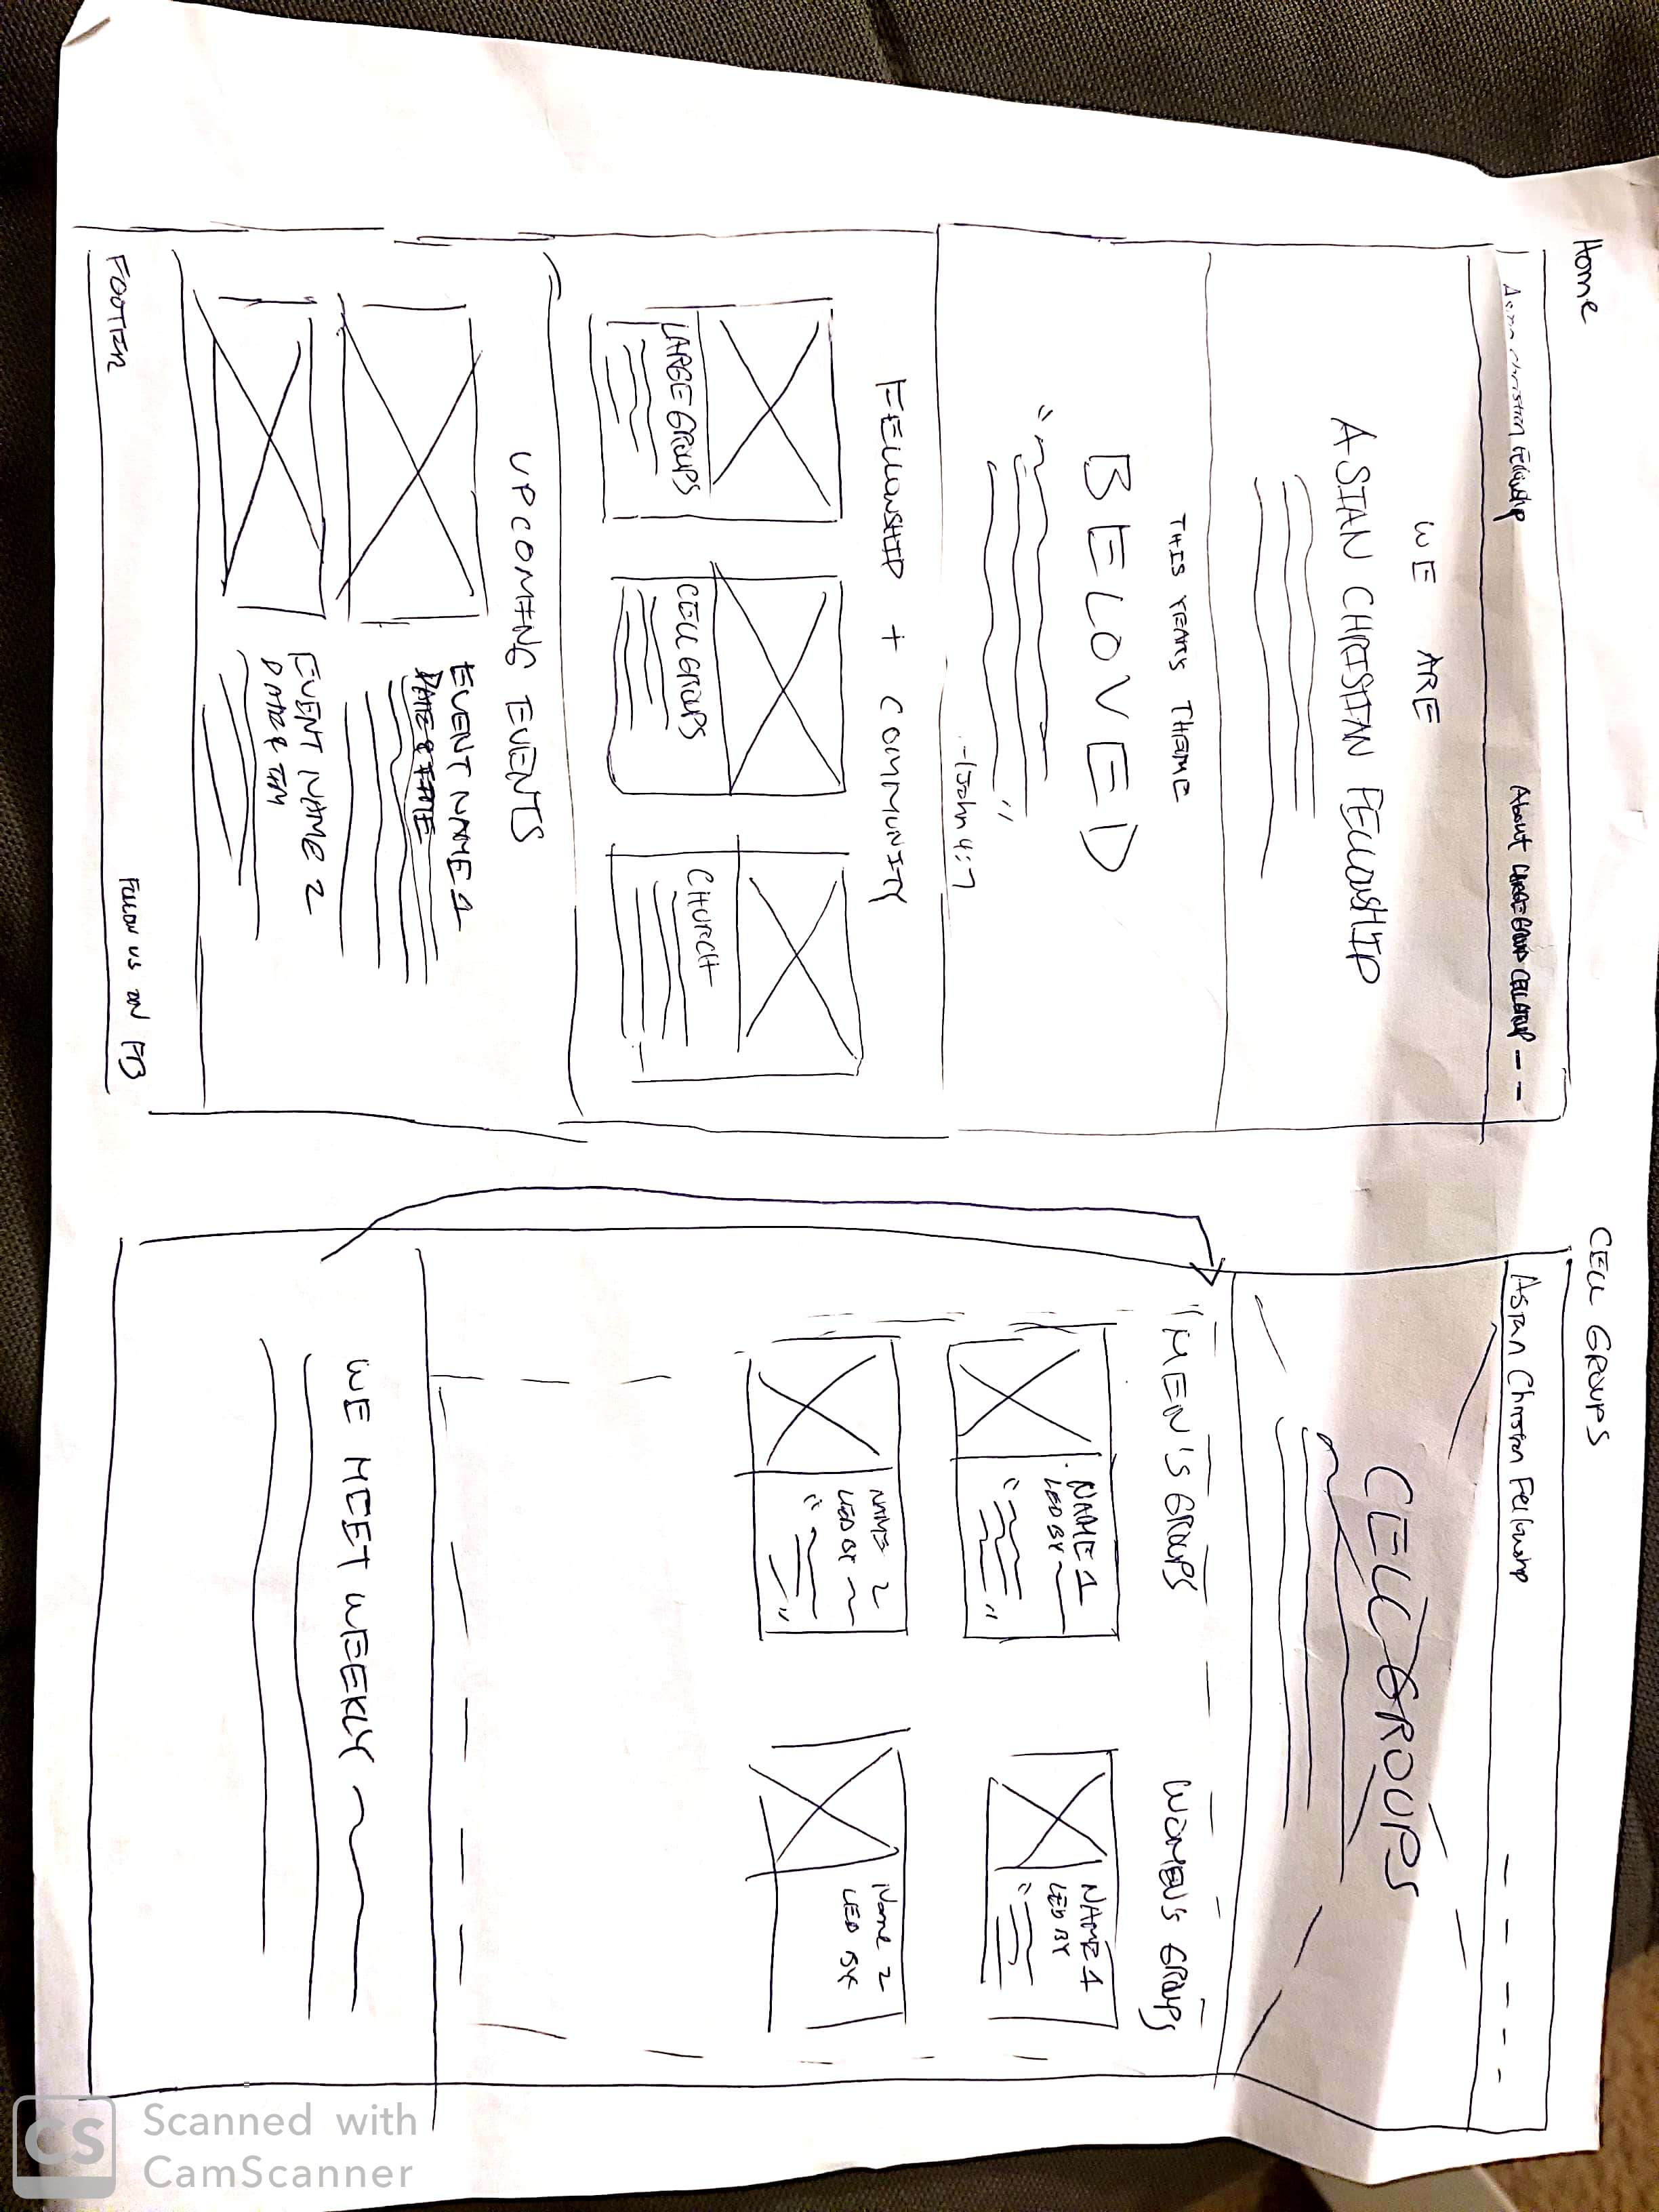 Home
Asian Christian Fellowship About LARGE GROUP CELL GROUP
WE ARE
ASIAN CHRISTIAN FELLOWSHIP
THIS YEARS THEME
BELOVED
"
"
- 1 John 4:7
FELLOWSHIP + COMMUNITY
LARGE GROUPS
CELL GROUPS
CHURCH
UPCOMING EVENTS
EVENT NAME 1
DATE & TIME
EVENT NAME 2
DATE & TIME
FOOTER
FOLLOW US ON FB
CELL GROUPS
Asian Christian Fellowship
CELL GROUPS
MEN'S GROUPS
WOMEN'S GROUPS
NAME 1
LED BY
"
"
NAME 1
LED BY
"
NAME 2
LED BY
"
"
Name 2
LED BY
WE MEET WEEKLY
CS Scanned with
CamScanner